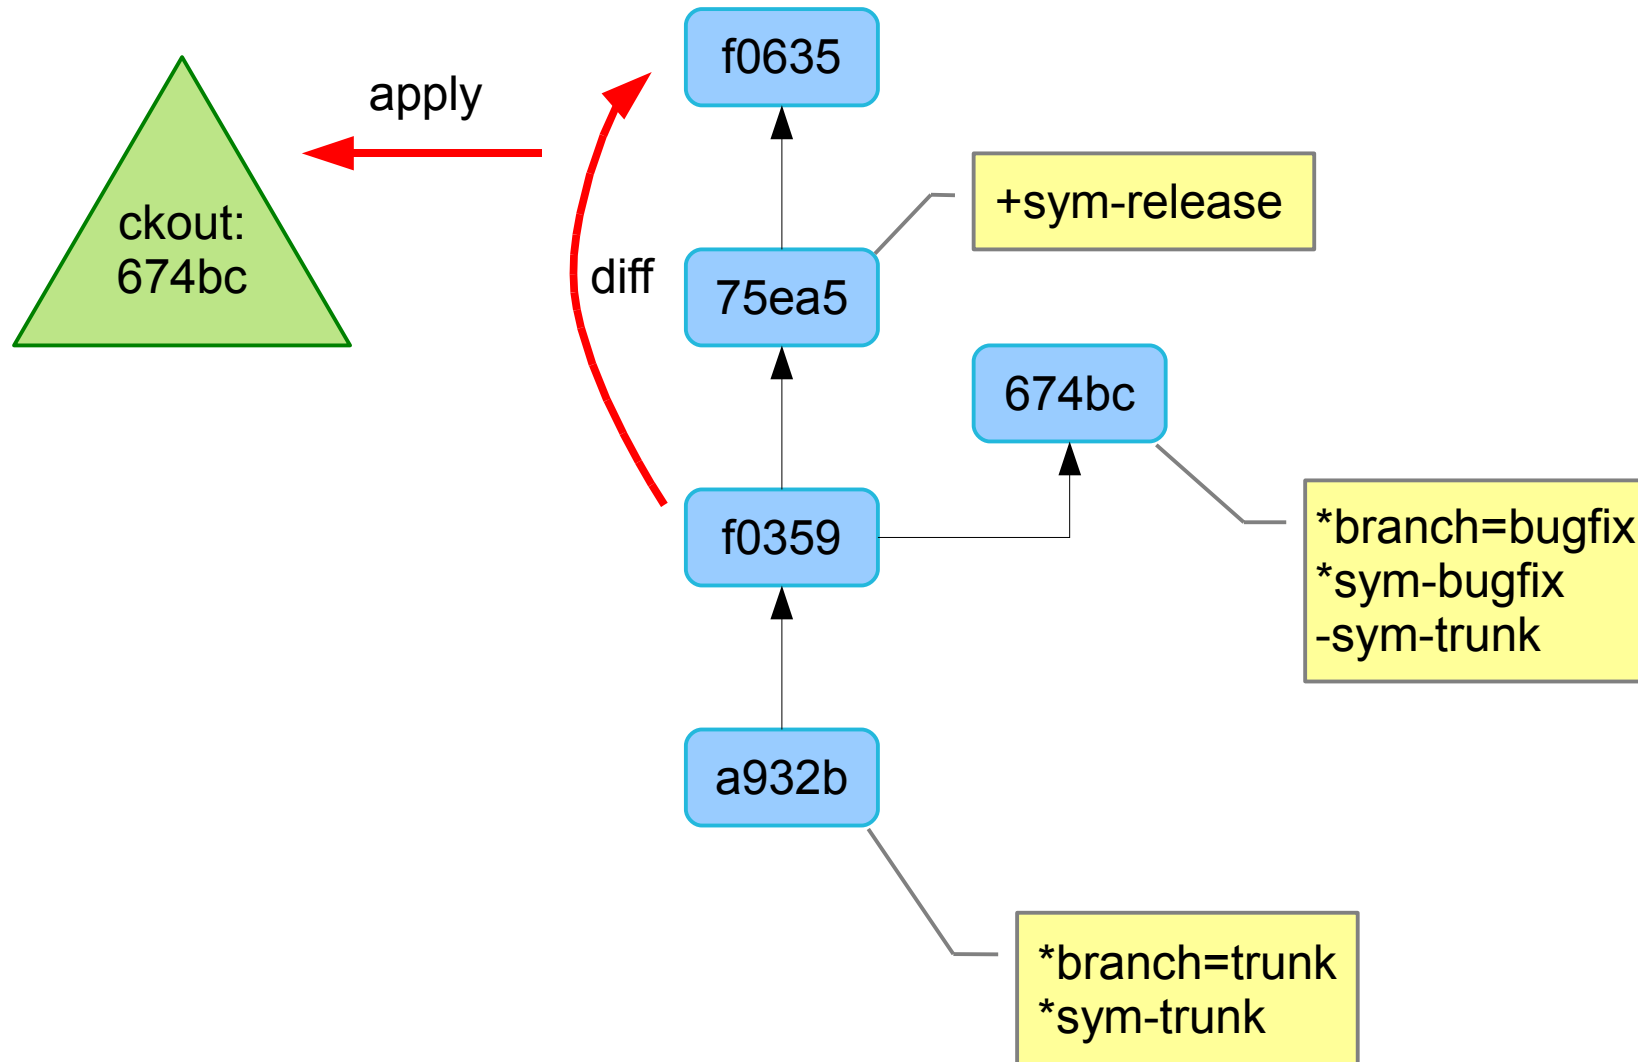 f0635
apply
+sym-release
ckout:
674bc
diff
75ea5
674bc
f0359
*branch=bugfix
*sym-bugfix
-sym-trunk
a932b
*branch=trunk
*sym-trunk